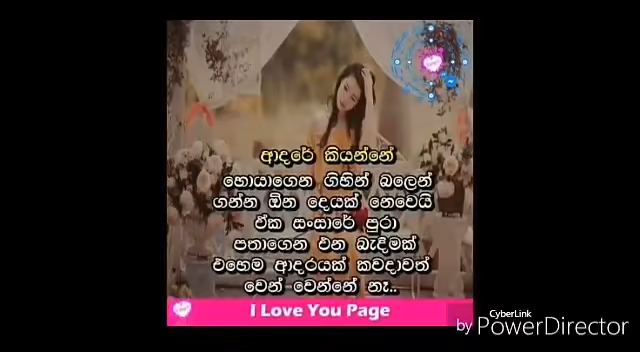 ආදරේ කියන්නේ
හොයාගෙන ගිහින් බලෙන්
ගන්න ඕන දෙයක් නෙවෙයි
ඒක සංසාරේ පුරා
පතාගෙන එන බැදීමක්
එහෙම ආදරයක් කවදාවත්
වෙන් වෙන්නේ නෑ..
I Love You Page
CyberLink
by PowerDirector